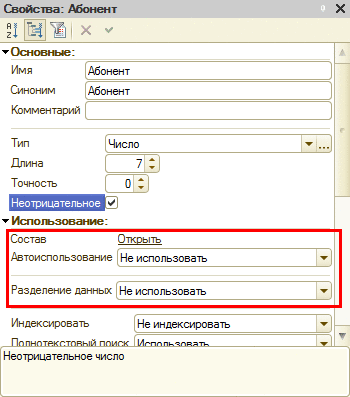 Свойства: Абонент
Основные:
Имя Абонент
Синоним Абонент
Комментарий
Тип Число ...
Длина 7
Точность 0
Неотрицательное
Использование:
Состав Открыть
Автоиспользование Не использовать
Разделение данных Не использовать
Индексировать Не индексировать
Полнотекстовый поиск Использовать
Неотрицательное число